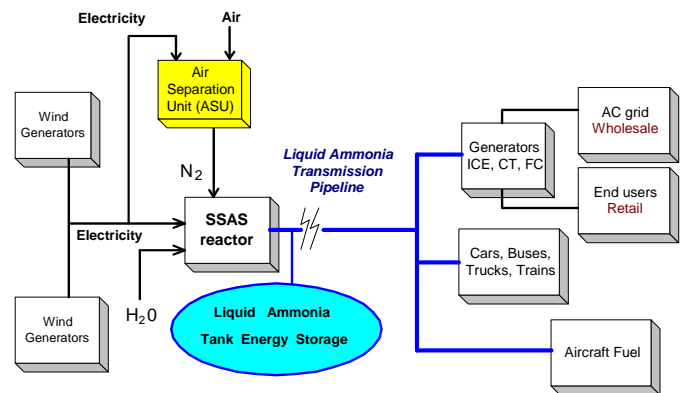 Electricity
Air
Air
Separation
Unit (ASU)
Wind
Generators
N2
Liquid Ammonia
Transmission
Pipeline
Generators
ICE, CT, FC
AC grid
Wholesale
End users
Retail
SSAS
reactor
Electricity
H20
Cars, Buses,
Trucks, Trains
Wind
Generators
Liquid Ammonia
Tank Energy Storage
Aircraft Fuel